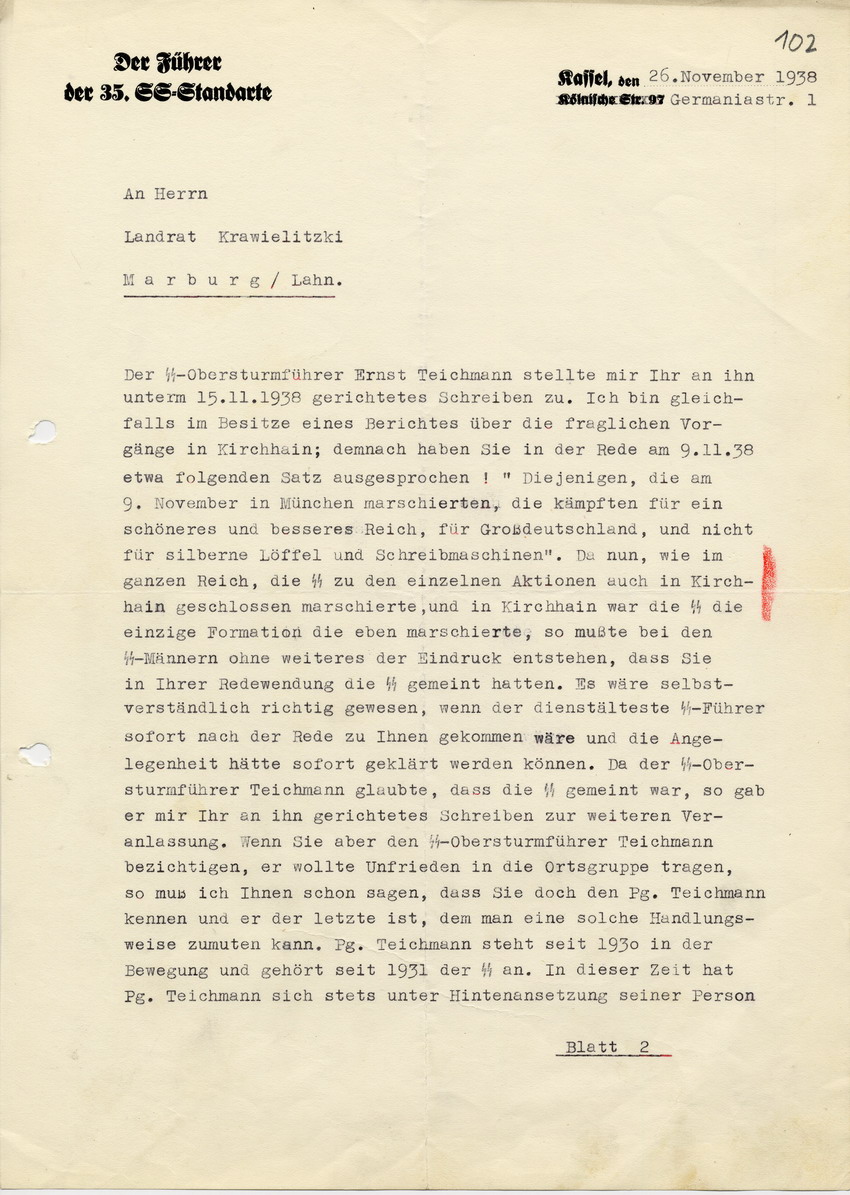 102
Der Führer
der 35. SS-Standarte
Kassel, den 26.November 1938
Kölnische Str. 97 Germaniastr. 1
An Herrn
Landrat Krawielitzki
M a r b u r g / Lahn.
Der SS-Obersturmführer Ernst Teichmann stellte mir Ihr an ihn
unterm 15.11.1938 gerichtetes Schreiben zu. Ich bin gleich-
falls im Besitze eines Berichtes über die fraglichen Vor-
gänge in Kirchhain; demnach haben Sie in der Rede am 9.11.38
etwa folgenden Satz ausgesprochen ! " Diejenigen, die am
9. November in München marschierten, die kämpften für ein
schöneres und besseres Reich, für Großdeutschland, und nicht
für silberne Löffel und Schreibmaschinen". Da nun, wie im
ganzen Reich, die SS zu den einzelnen Aktionen auch in Kirch-
hain geschlossen marschierte,und in Kirchhain war die SS die
einzige Formation die eben marschierte, so mußte bei den
SS-Männern ohne weiteres der Eindruck entstehen, dass Sie
in Ihrer Redewendung die SS gemeint hatten. Es wäre selbst-
verständlich richtig gewesen, wenn der dienstälteste SS-Führer
sofort nach der Rede zu Ihnen gekommen wäre und die Ange-
legenheit hätte sofort geklärt werden können. Da der SS-Ober-
sturmführer Teichmann glaubte, dass die SS gemeint war, so gab
er mir Ihr an ihn gerichtetes Schreiben zur weiteren Ver-
anlassung. Wenn Sie aber den SS-Obersturmführer Teichmann
bezichtigen, er wollte Unfrieden in die Ortsgruppe tragen,
so muß ich Ihnen schon sagen, dass Sie doch den Pg. Teichmann
kennen und er der letzte ist, dem man eine solche Handlungs-
weise zumuten kann. Pg. Teichmann steht seit 193o in der
Bewegung und gehört seit 1931 der SS an. In dieser Zeit hat
Pg. Teichmann sich stets unter Hintenansetzung seiner Person
Blatt 2